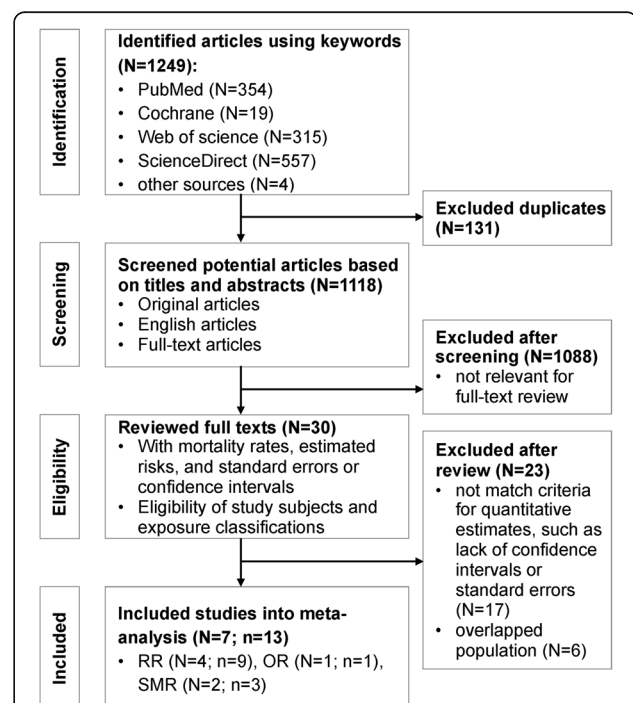 Identification
Identified articles using keywords
(N=1249):
• PubMed (N=354)
• Cochrane (N=19)
• Web of science (N=315)
• ScienceDirect (N=557)
• other sources (N=4)
Excluded duplicates
(N=131)
Screening
Screened potential articles based
on titles and abstracts (N=1118)
• Original articles
• English articles
• Full-text articles
Excluded after
screening (N=1088)
• not relevant for
full-text review
Eligibility
Reviewed full texts (N=30)
• With mortality rates, estimated
risks, and standard errors or
confidence intervals
• Eligibility of study subjects and
exposure classifications
Excluded after
review (N=23)
• not match criteria
for quantitative
estimates, such as
lack of confidence
intervals or
standard errors
(N=17)
• overlapped
population (N=6)
Included
Included studies into meta-
analysis (N=7; n=13)
• RR (N=4; n=9), OR (N=1; n=1),
SMR (N=2; n=3)